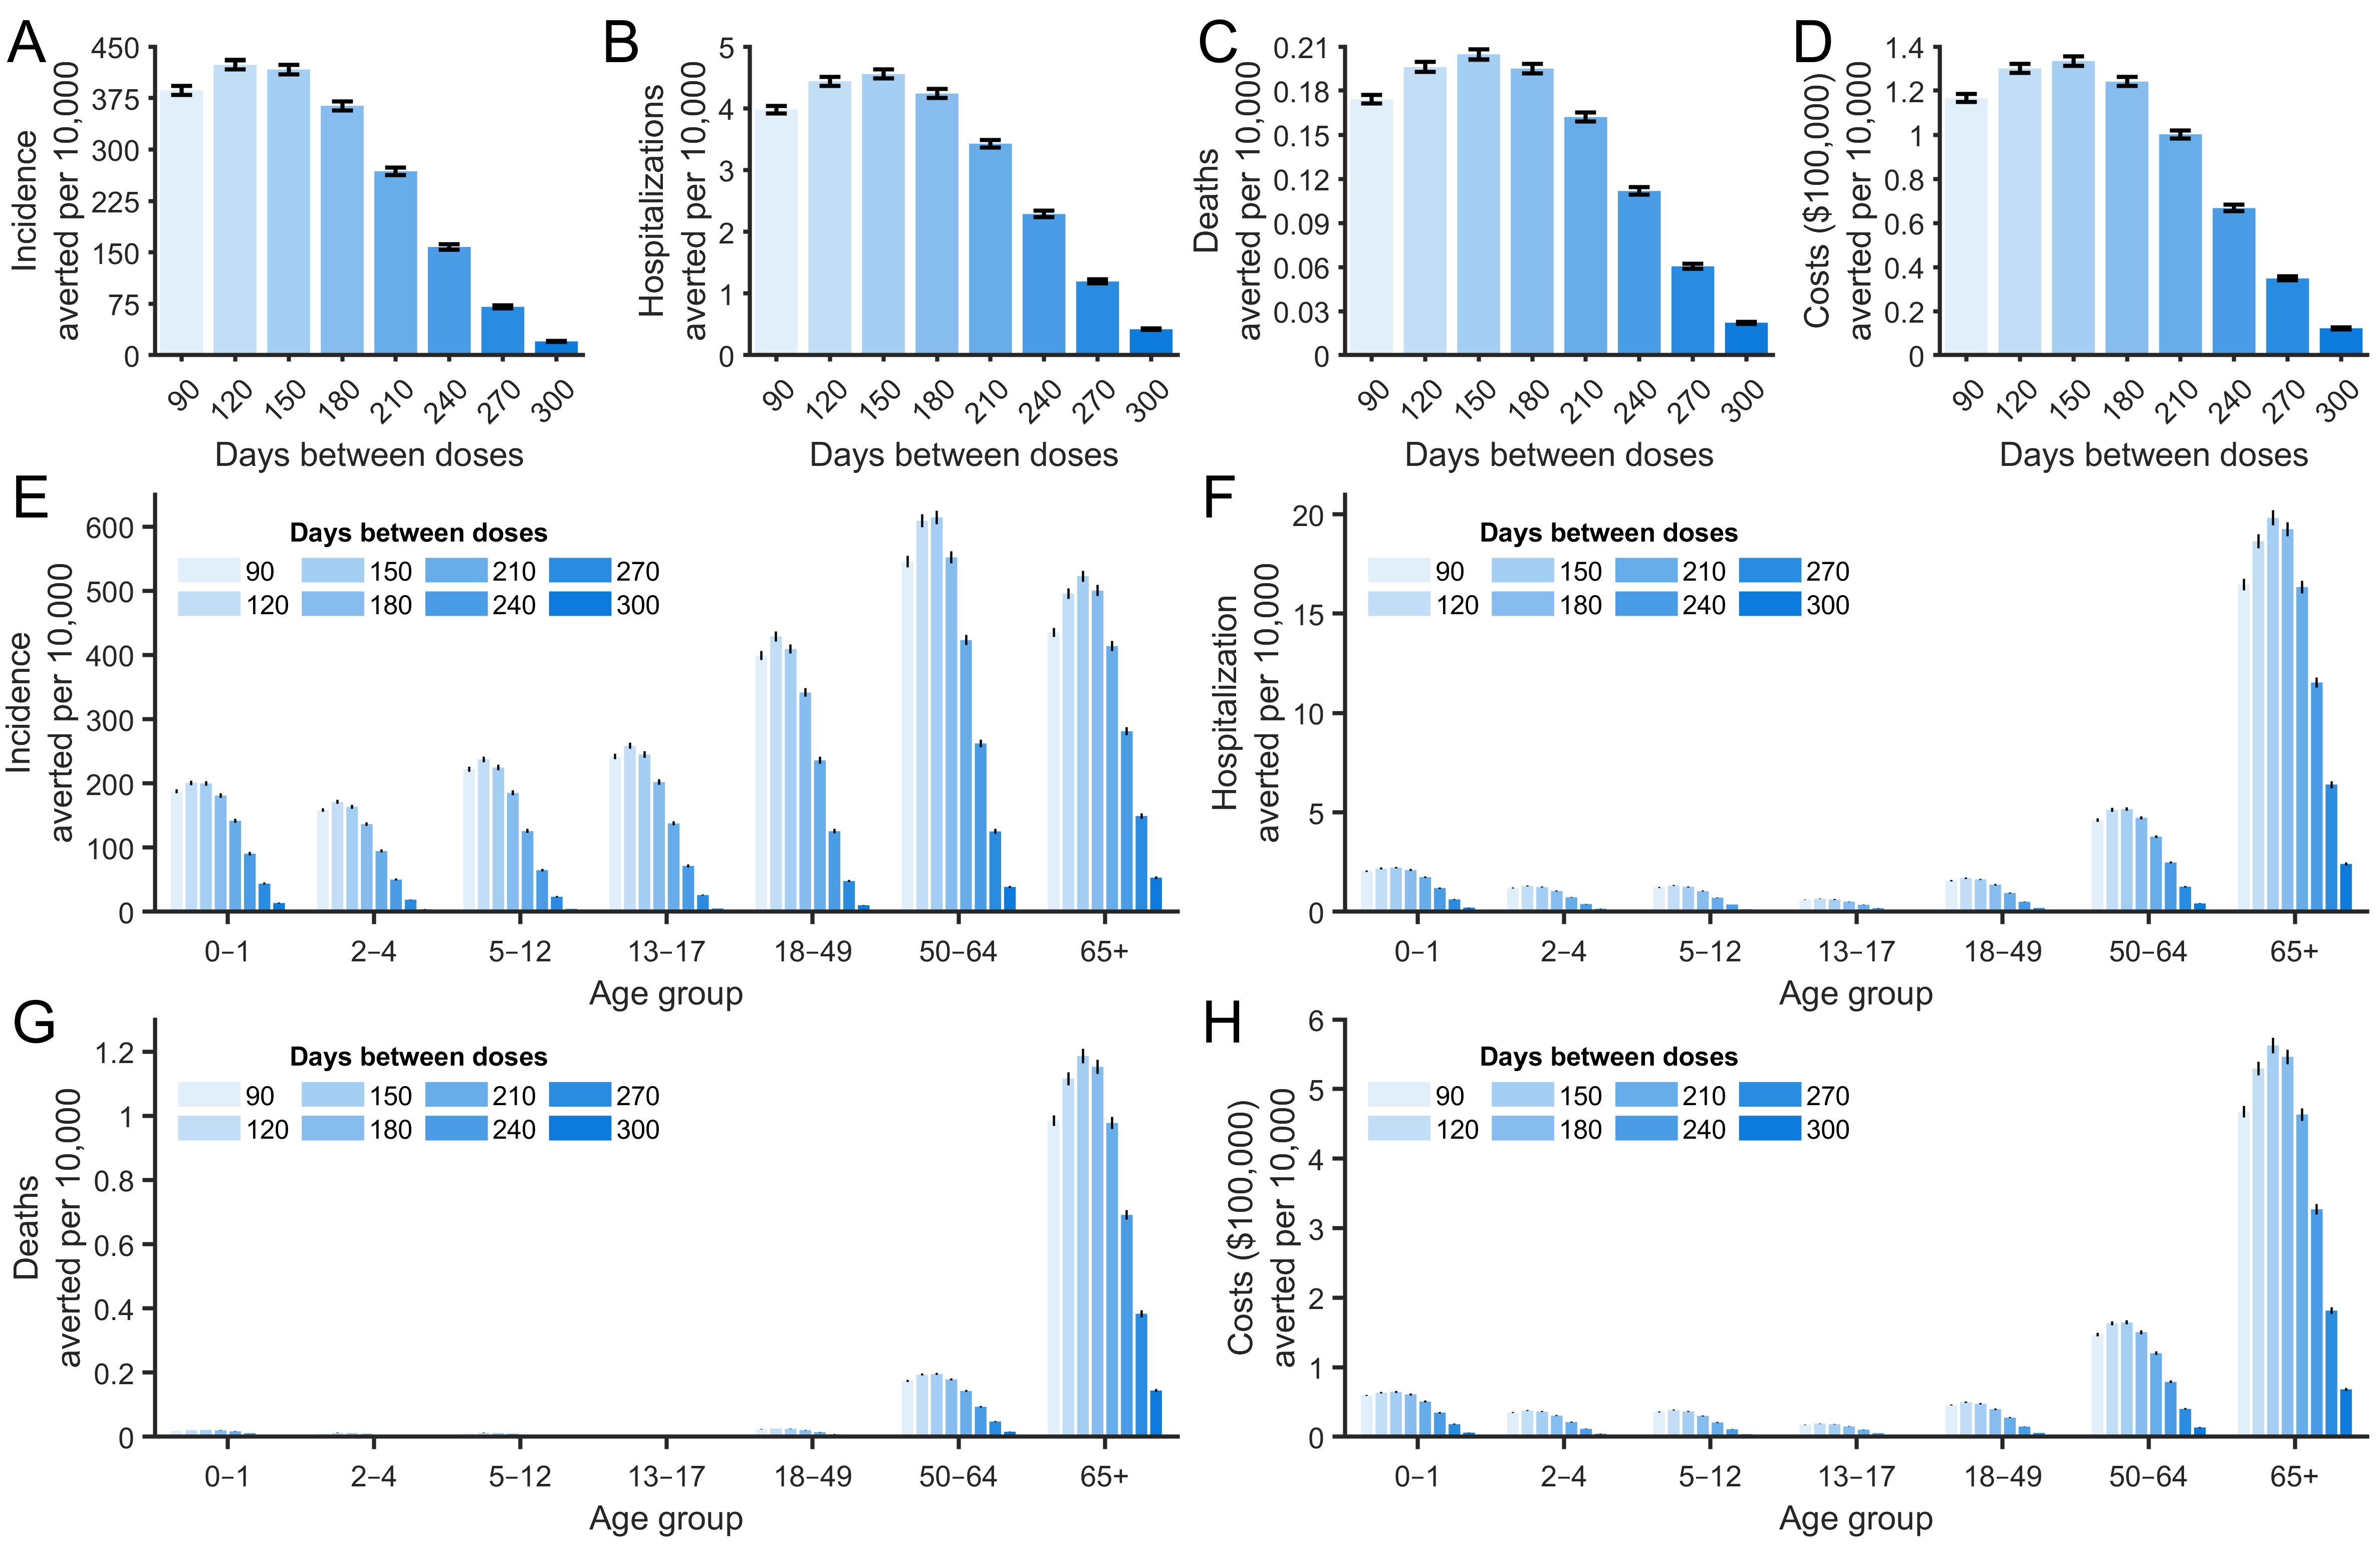 A
Incidence
averted per 10,000
450
375
300
225
150
75
0
90 120 150 180 210 240 270 300
Days between doses
B
Hospitalizations
averted per 10,000
5
4
3
2
1
0
90 120 150 180 210 240 270 300
Days between doses
C
Deaths
averted per 10,000
0.21
0.18
0.15
0.12
0.09
0.06
0.03
0
90 120 150 180 210 240 270 300
Days between doses
D
Costs ($100,000)
averted per 10,000
1.4
1.2
1
0.8
0.6
0.4
0.2
0
90 120 150 180 210 240 270 300
Days between doses
E
Incidence
averted per 10,000
600
500
400
300
200
100
0
Days between doses
90 150 210 270
120 180 240 300
0–1 2–4 5–12 13–17 18–49 50–64 65+
Age group
F
Hospitalization
averted per 10,000
20
15
10
5
0
Days between doses
90 150 210 270
120 180 240 300
0–1 2–4 5–12 13–17 18–49 50–64 65+
Age group
G
Deaths
averted per 10,000
1.2
1
0.8
0.6
0.4
0.2
0
Days between doses
90 150 210 270
120 180 240 300
0–1 2–4 5–12 13–17 18–49 50–64 65+
Age group
H
Costs ($100,000)
averted per 10,000
6
5
4
3
2
1
0
Days between doses
90 150 210 270
120 180 240 300
0–1 2–4 5–12 13–17 18–49 50–64 65+
Age group